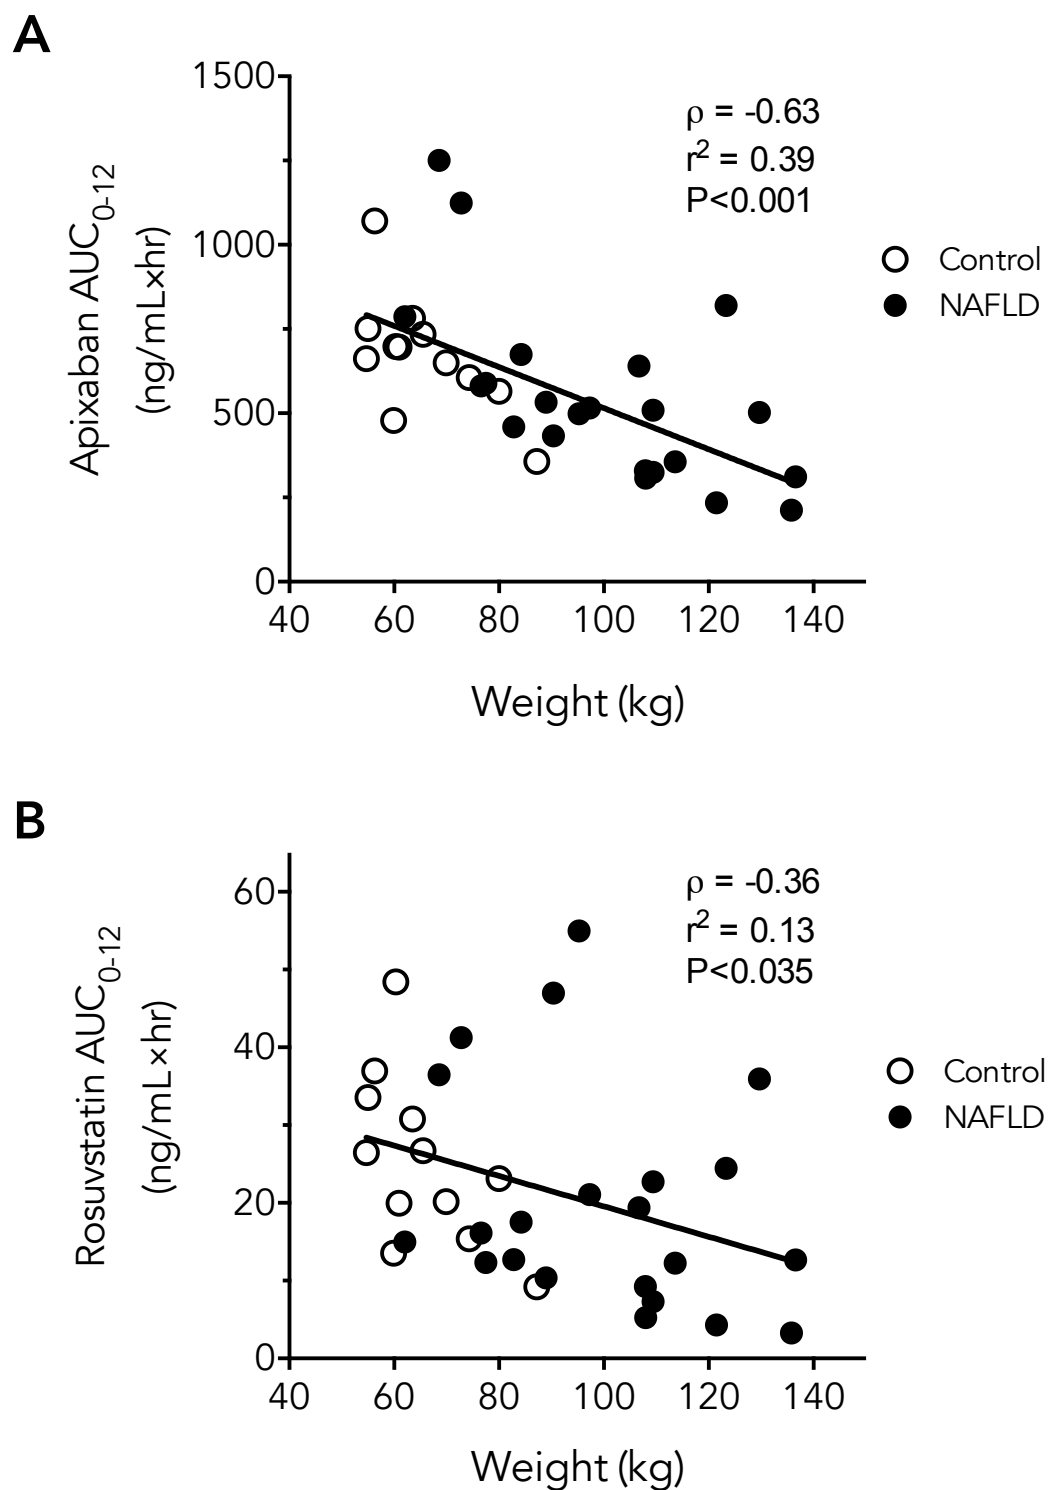 A
Apixaban AUC0-12
(ng/mL×hr)
1500
1000
500
0
40 60 80 100 120 140
Weight (kg)
ρ = -0.63
r2 = 0.39
P<0.001
Control
NAFLD
B
Rosuvstatin AUC0-12
(ng/mL×hr)
60
40
20
0
40 60 80 100 120 140
Weight (kg)
ρ = -0.36
r2 = 0.13
P<0.035
Control
NAFLD